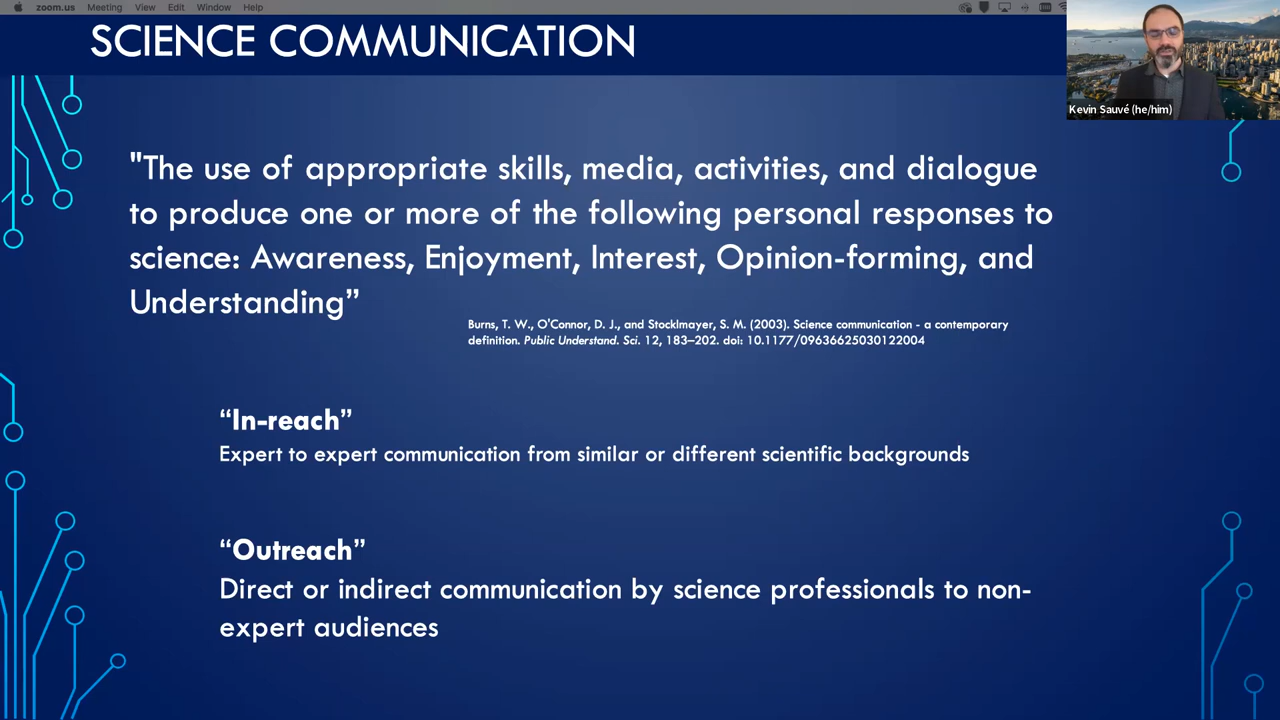 zoom.us Meeting View Edit Window Help
SCIENCE COMMUNICATION
Kevin Sauvé (he/him)
"The use of appropriate skills, media, activities, and dialogue
to produce one or more of the following personal responses to
science: Awareness, Enjoyment, Interest, Opinion-forming, and
Understanding”
Burns, T. W., O'Connor, D. J., and Stocklmayer, S. M. (2003). Science communication - a contemporary
definition. Public Understand. Sci. 12, 183–202. doi: 10.1177/09636625030122004
“In-reach”
Expert to expert communication from similar or different scientific backgrounds
“Outreach”
Direct or indirect communication by science professionals to non-
expert audiences